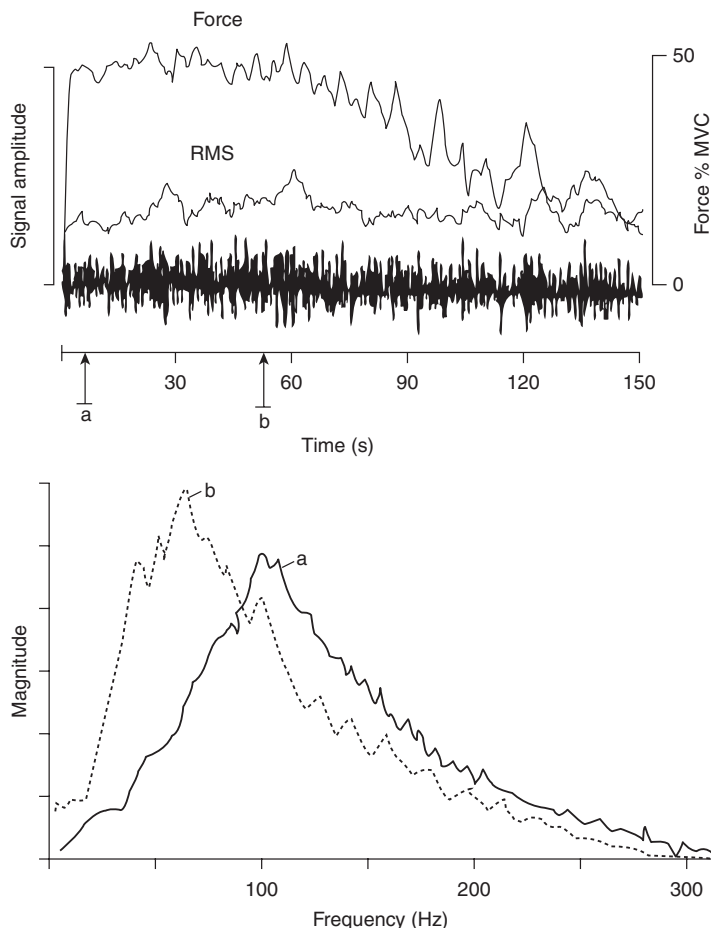 Force
50
Signal amplitude
RMS
Force % MVC
0
30
60
90
120
150
a
b
Time (s)
b
a
Magnitude
100
200
300
Frequency (Hz)